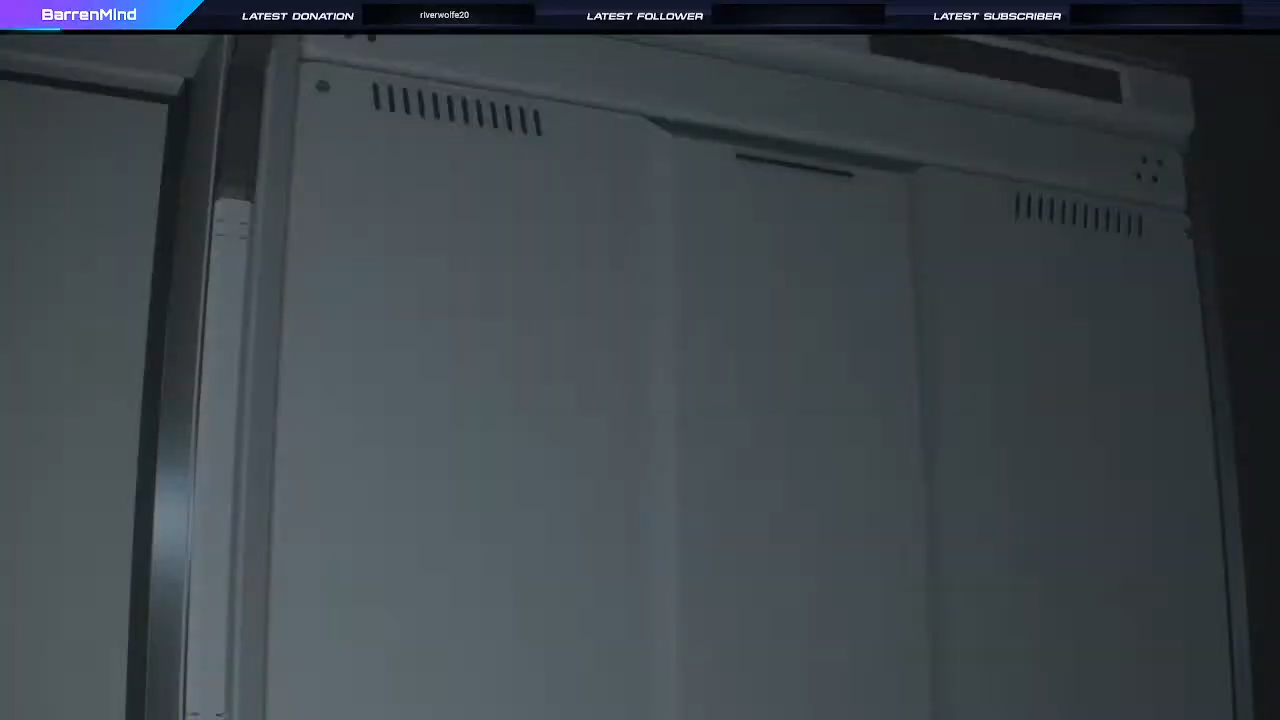 BarrenMind
LATEST DONATION
riverwolfe20
LATEST FOLLOWER
LATEST SUBSCRIBER